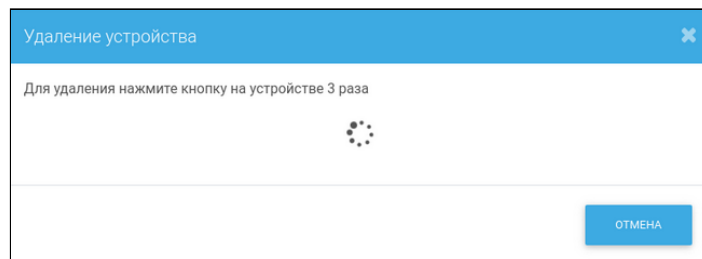 Удаление устройства
Для удаления нажмите кнопку на устройстве 3 раза
ОТМЕНА